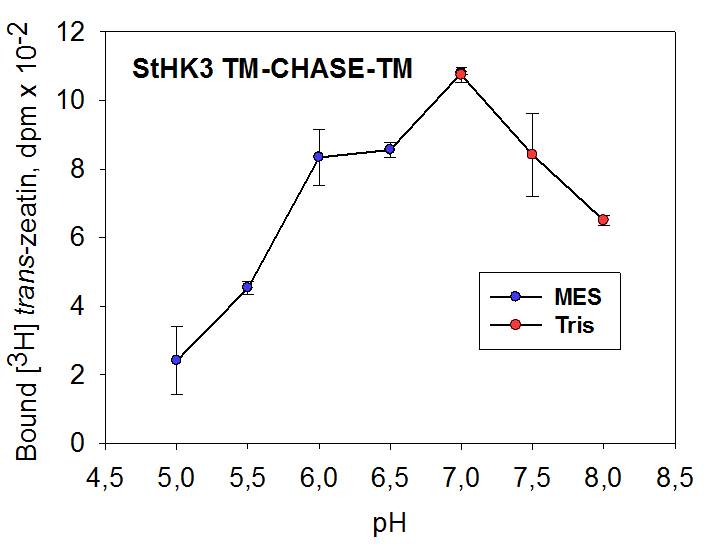 StHK3 TM-CHASE-TM
Bound [³H] trans-zeatin, dpm x 10⁻²
12
10
8
6
4
2
0
MES
Tris
4,5 5,0 5,5 6,0 6,5 7,0 7,5 8,0 8,5
pH